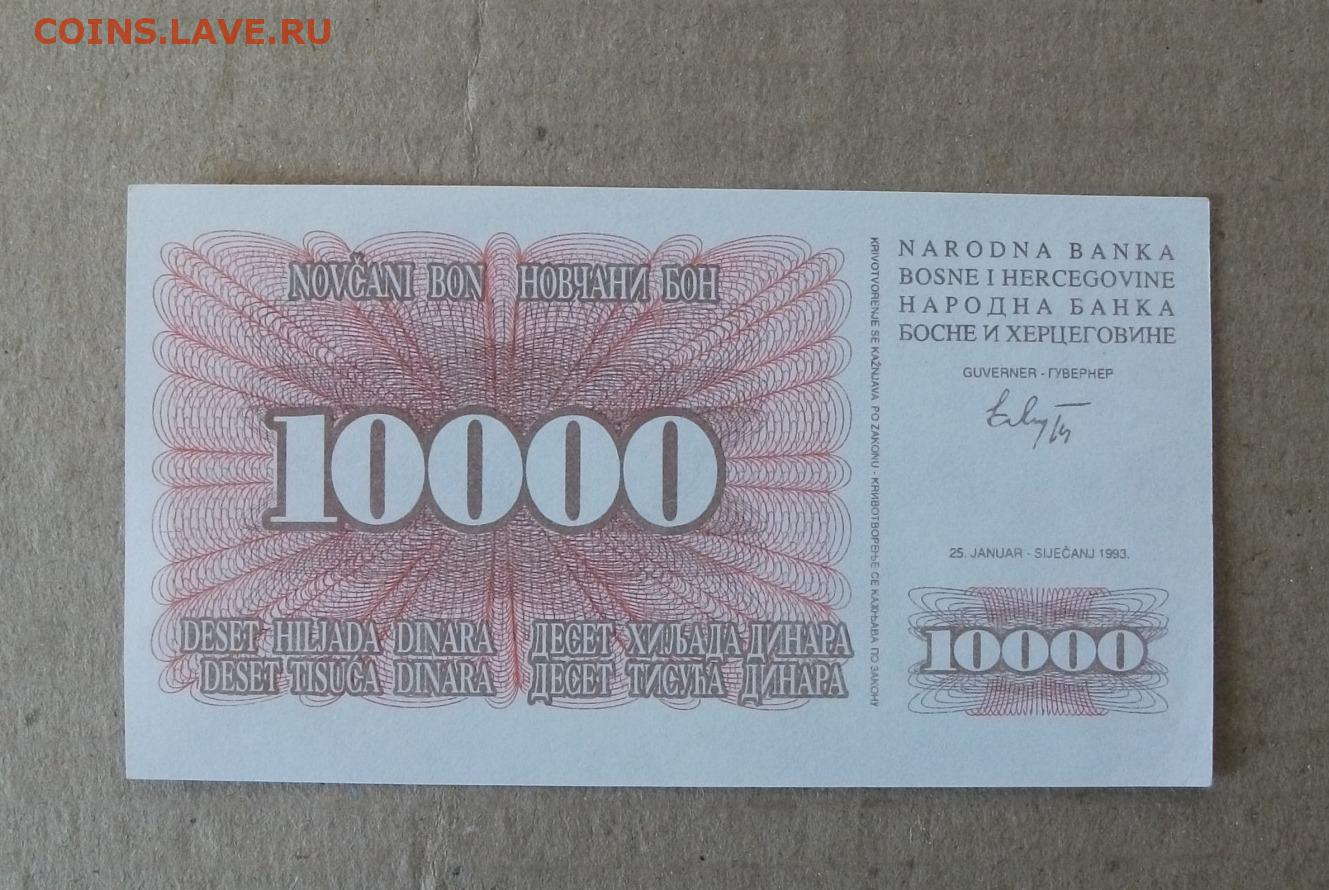 COINS.LAVE.RU
NOVČANI BON НОВЧАНИ БОН
10000
DESET HILJADA DINARA ДЕСЕТ ХИЉАДА ДИНАРА
DESET TISUĆA DINARA ДЕСЕТ ТИСУЋА ДИНАРА
KRIVOTVORENJE SE KAŽNJAVA PO ZAKONU - КРИВОТВОРЕЊЕ СЕ КАЖЊАВА ПО ЗАКОНУ
NARODNA BANKA
BOSNE I HERCEGOVINE
НАРОДНА БАНКА
БОСНЕ И ХЕРЦЕГОВИНЕ
GUVERNER - ГУВЕРНЕР
25. JANUAR - SIJEČANJ 1993.
10000